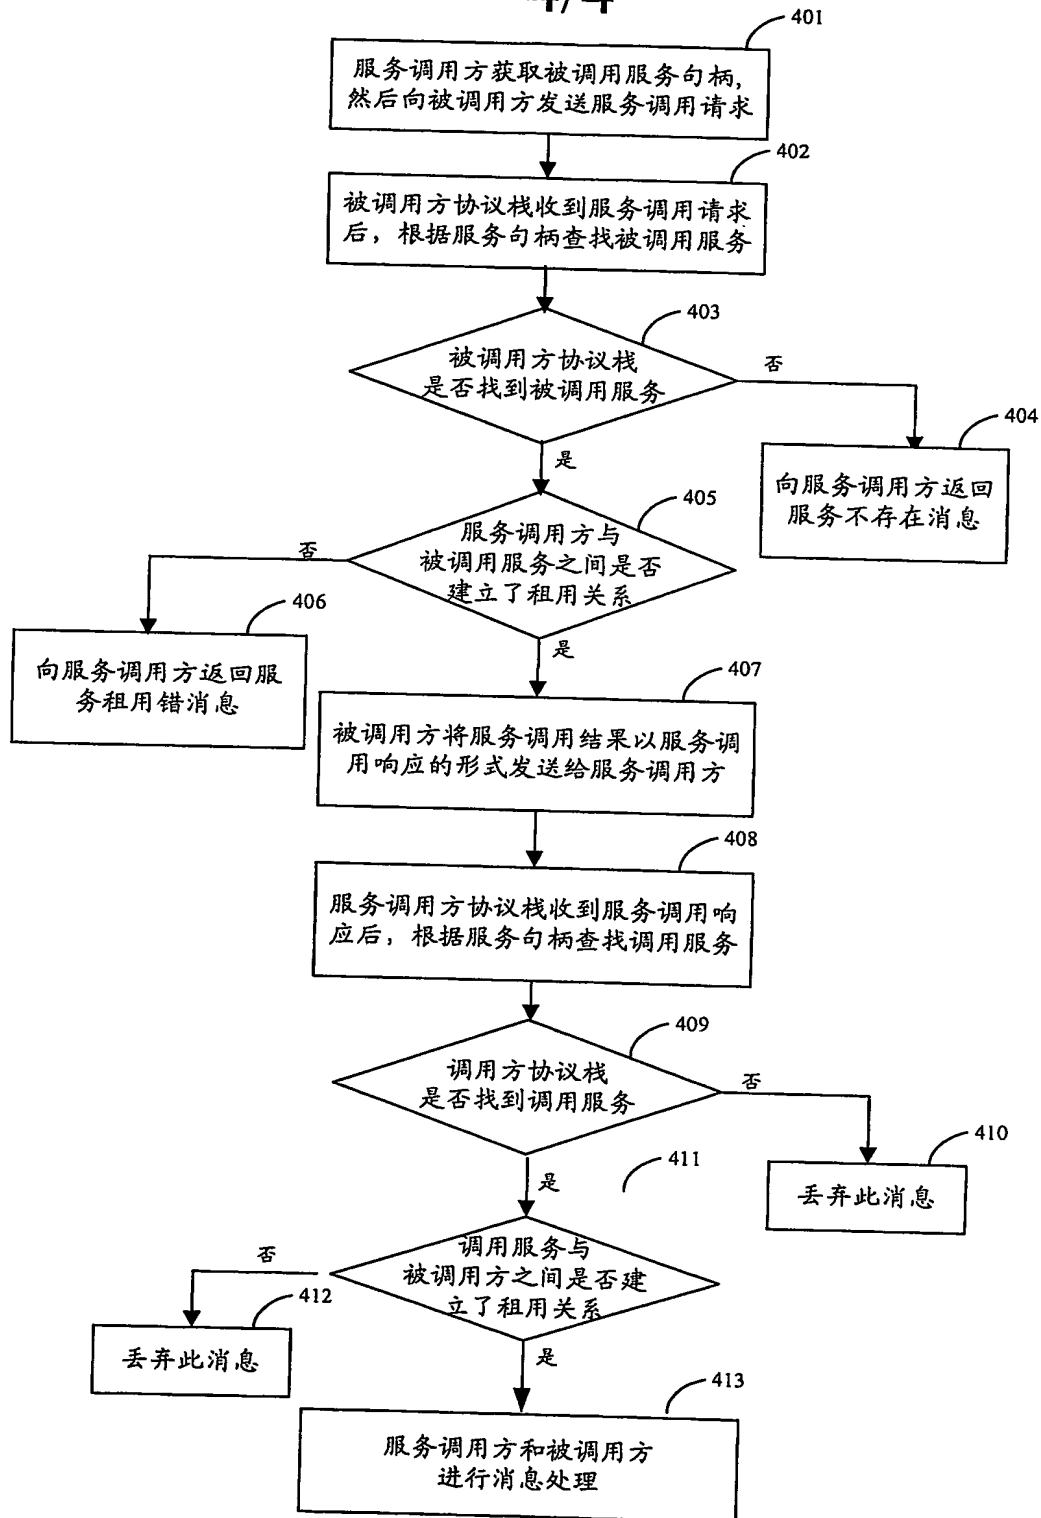 4/4
401
服务调用方获取被调用服务句柄,
然后向被调用方发送服务调用请求
402
被调用方协议栈收到服务调用请求
后，根据服务句柄查找被调用服务
403
被调用方协议栈
是否找到被调用服务
否
404
向服务调用方返回
服务不存在消息
是
405
服务调用方与
被调用服务之间是否
建立了租用关系
否
406
向服务调用方返回服
务租用错消息
是
407
被调用方将服务调用结果以服务调
用响应的形式发送给服务调用方
408
服务调用方协议栈收到服务调用响
应后，根据服务句柄查找调用服务
409
调用方协议栈
是否找到调用服务
否
410
丢弃此消息
是
411
调用服务与
被调用方之间是否建
立了租用关系
否
412
丢弃此消息
是
413
服务调用方和被调用方
进行消息处理